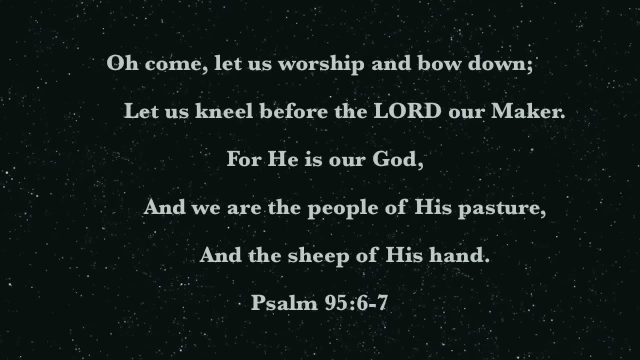 Oh come, let us worship and bow down;
Let us kneel before the LORD our Maker.
For He is our God,
And we are the people of His pasture,
And the sheep of His hand.
Psalm 95:6-7